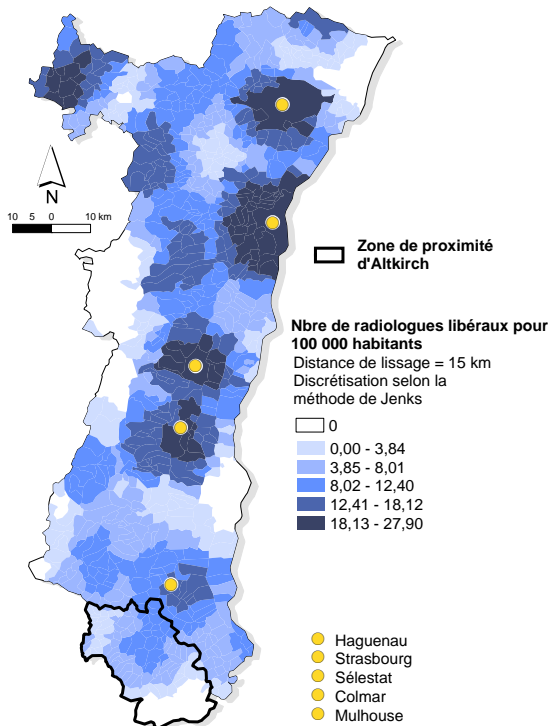 N
10 5 0 10 km
Zone de proximité
d'Altkirch
Nbre de radiologues libéraux pour
100 000 habitants
Distance de lissage = 15 km
Discrétisation selon la
méthode de Jenks
0
0,00 - 3,84
3,85 - 8,01
8,02 - 12,40
12,41 - 18,12
18,13 - 27,90
Haguenau
Strasbourg
Sélestat
Colmar
Mulhouse